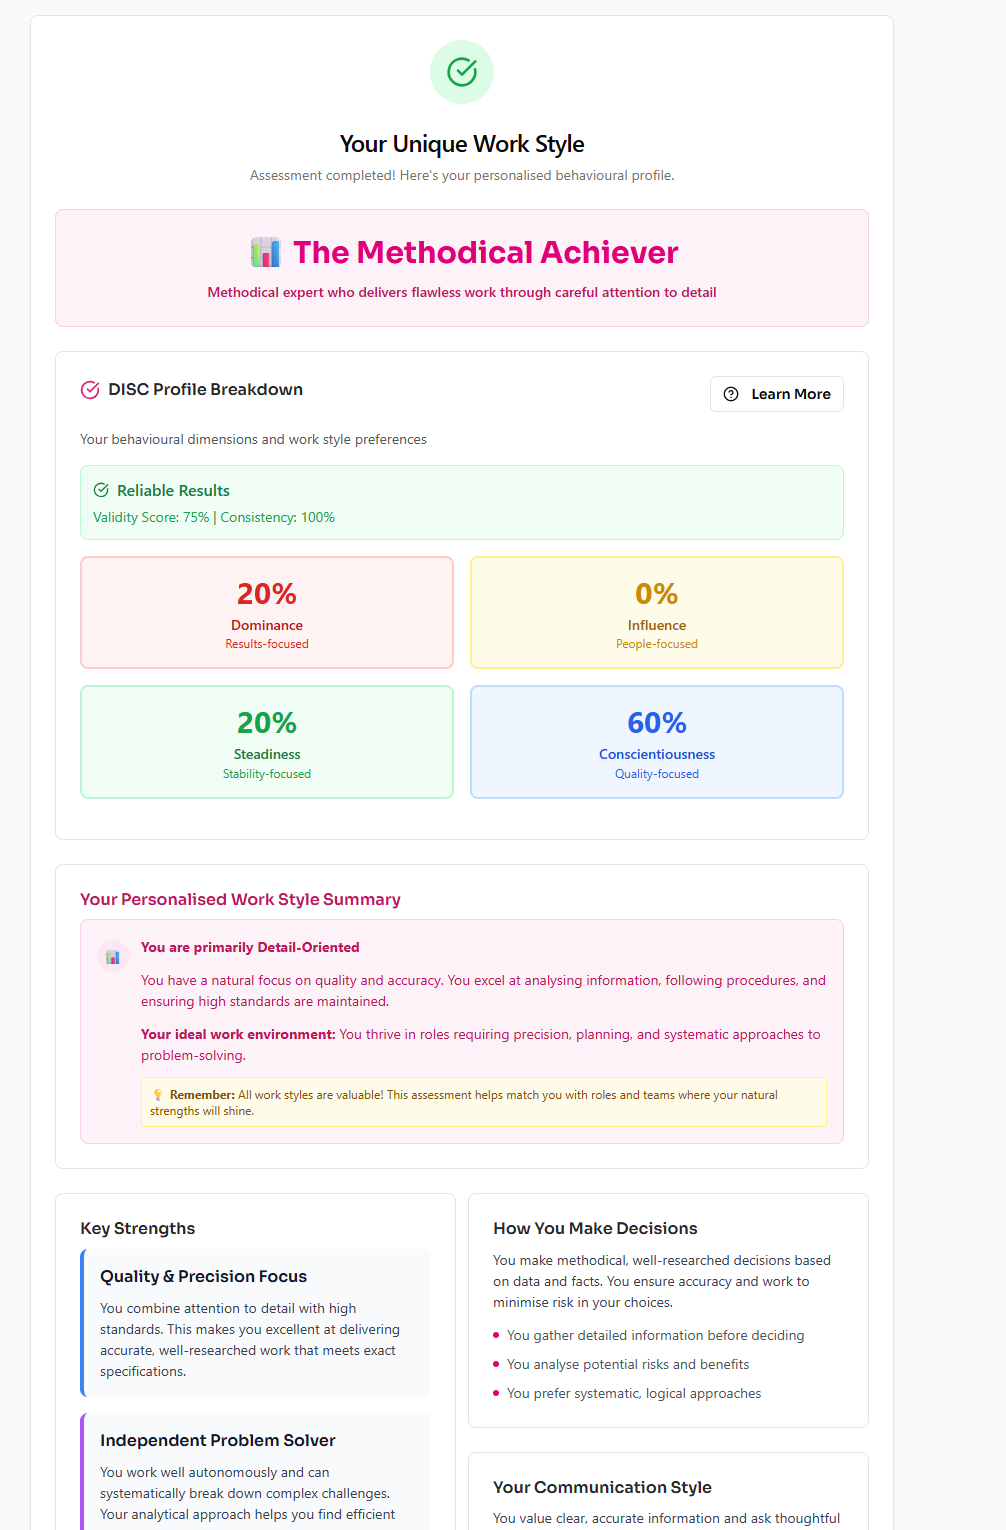 Your Unique Work Style
Assessment completed! Here's your personalised behavioural profile.
The Methodical Achiever
Methodical expert who delivers flawless work through careful attention to detail
DISC Profile Breakdown
Learn More
Your behavioural dimensions and work style preferences
Reliable Results
Validity Score: 75% | Consistency: 100%
20%
Dominance
Results-focused
0%
Influence
People-focused
20%
Steadiness
Stability-focused
60%
Conscientiousness
Quality-focused
Your Personalised Work Style Summary
You are primarily Detail-Oriented
You have a natural focus on quality and accuracy. You excel at analysing information, following procedures, and
ensuring high standards are maintained.
Your ideal work environment: You thrive in roles requiring precision, planning, and systematic approaches to
problem-solving.
Remember: All work styles are valuable! This assessment helps match you with roles and teams where your natural
strengths will shine.
Key Strengths
Quality & Precision Focus
You combine attention to detail with high
standards. This makes you excellent at delivering
accurate, well-researched work that meets exact
specifications.
Independent Problem Solver
You work well autonomously and can
systematically break down complex challenges.
Your analytical approach helps you find efficient
How You Make Decisions
You make methodical, well-researched decisions based
on data and facts. You ensure accuracy and work to
minimise risk in your choices.
You gather detailed information before deciding
You analyse potential risks and benefits
You prefer systematic, logical approaches
Your Communication Style
You value clear, accurate information and ask thoughtful